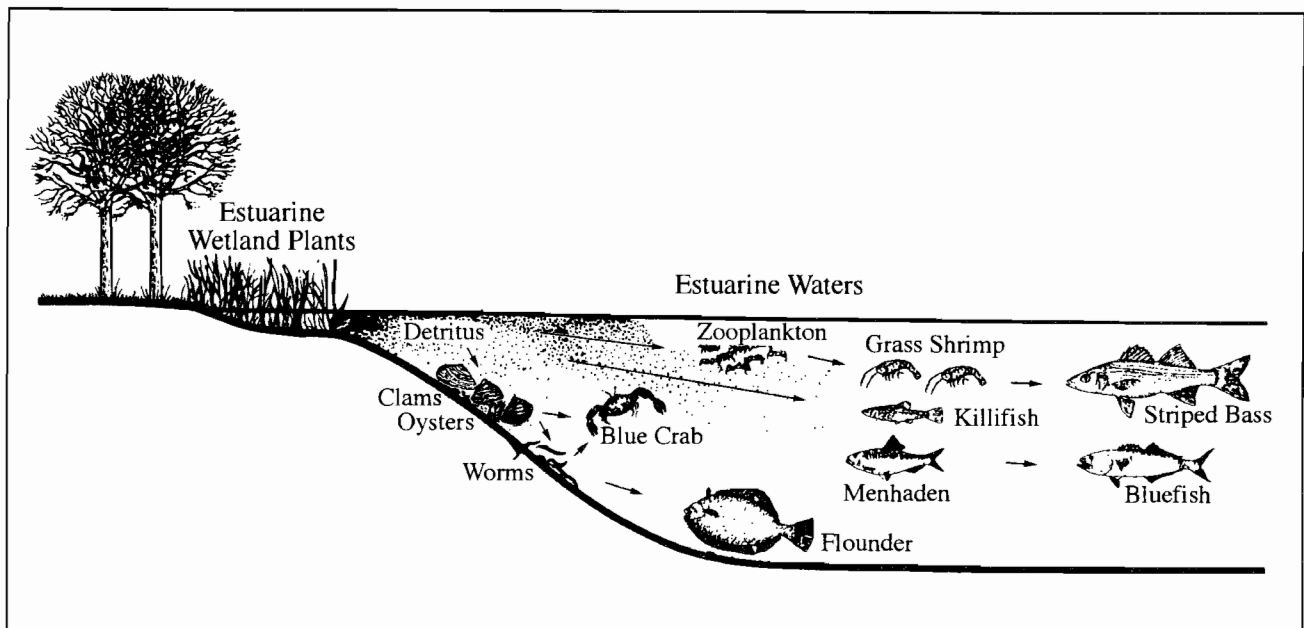 Estuarine
Wetland Plants
Estuarine Waters
Detritus
Zooplankton
Grass Shrimp
Clams
Oysters
Blue Crab
Killifish
Striped Bass
Worms
Menhaden
Bluefish
Flounder